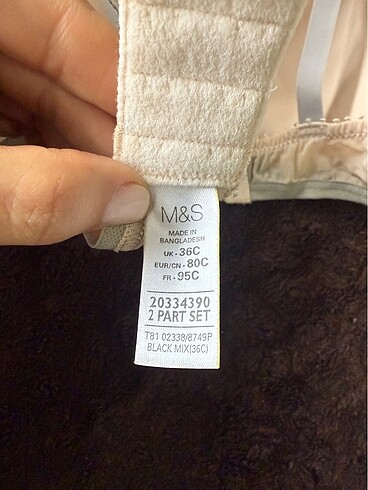 M&S
MADE IN
BANGLADESH
UK - 36C
EUR/CN - 80C
FR - 95C
20334390
2 PART SET
T81 02338/8749P
BLACK MIX(36C)